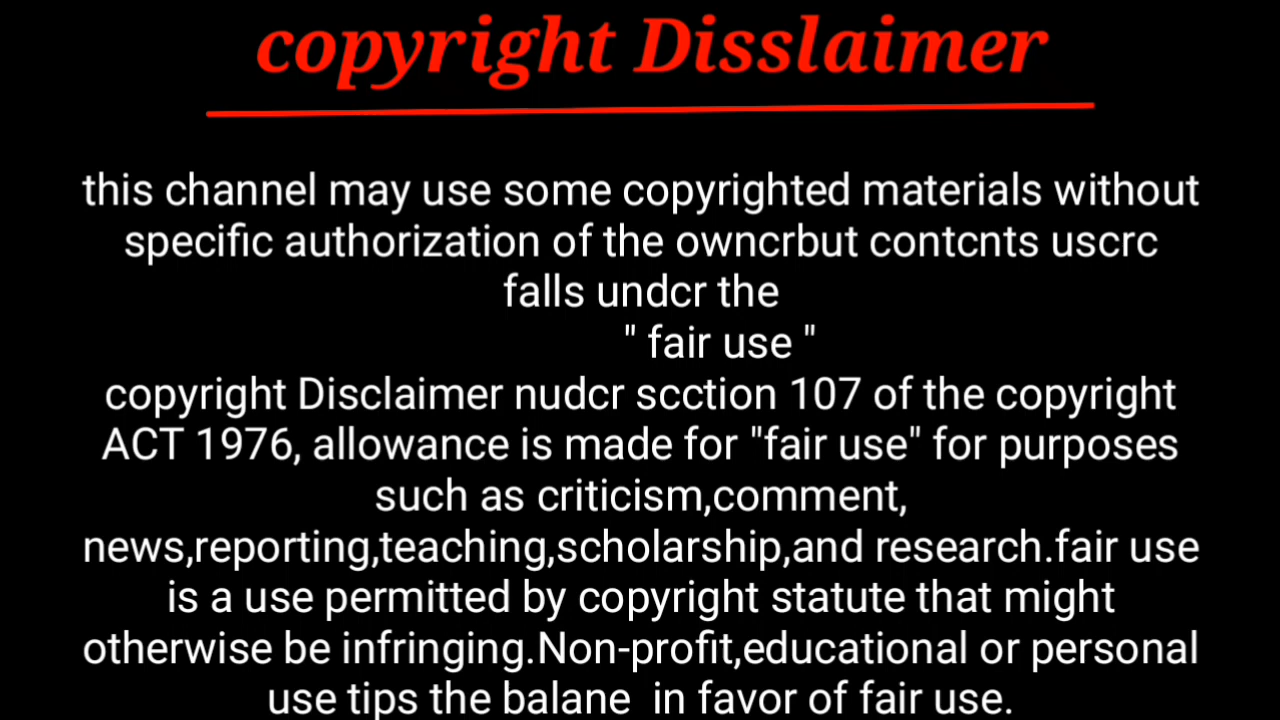 copyright Disslaimer
this channel may use some copyrighted materials without
specific authorization of the owncrbut contcnts uscrc
falls undcr the
" fair use "
copyright Disclaimer nudcr scction 107 of the copyright
ACT 1976, allowance is made for "fair use" for purposes
such as criticism,comment,
news,reporting,teaching,scholarship,and research.fair use
is a use permitted by copyright statute that might
otherwise be infringing.Non-profit,educational or personal
use tips the balane  in favor of fair use.